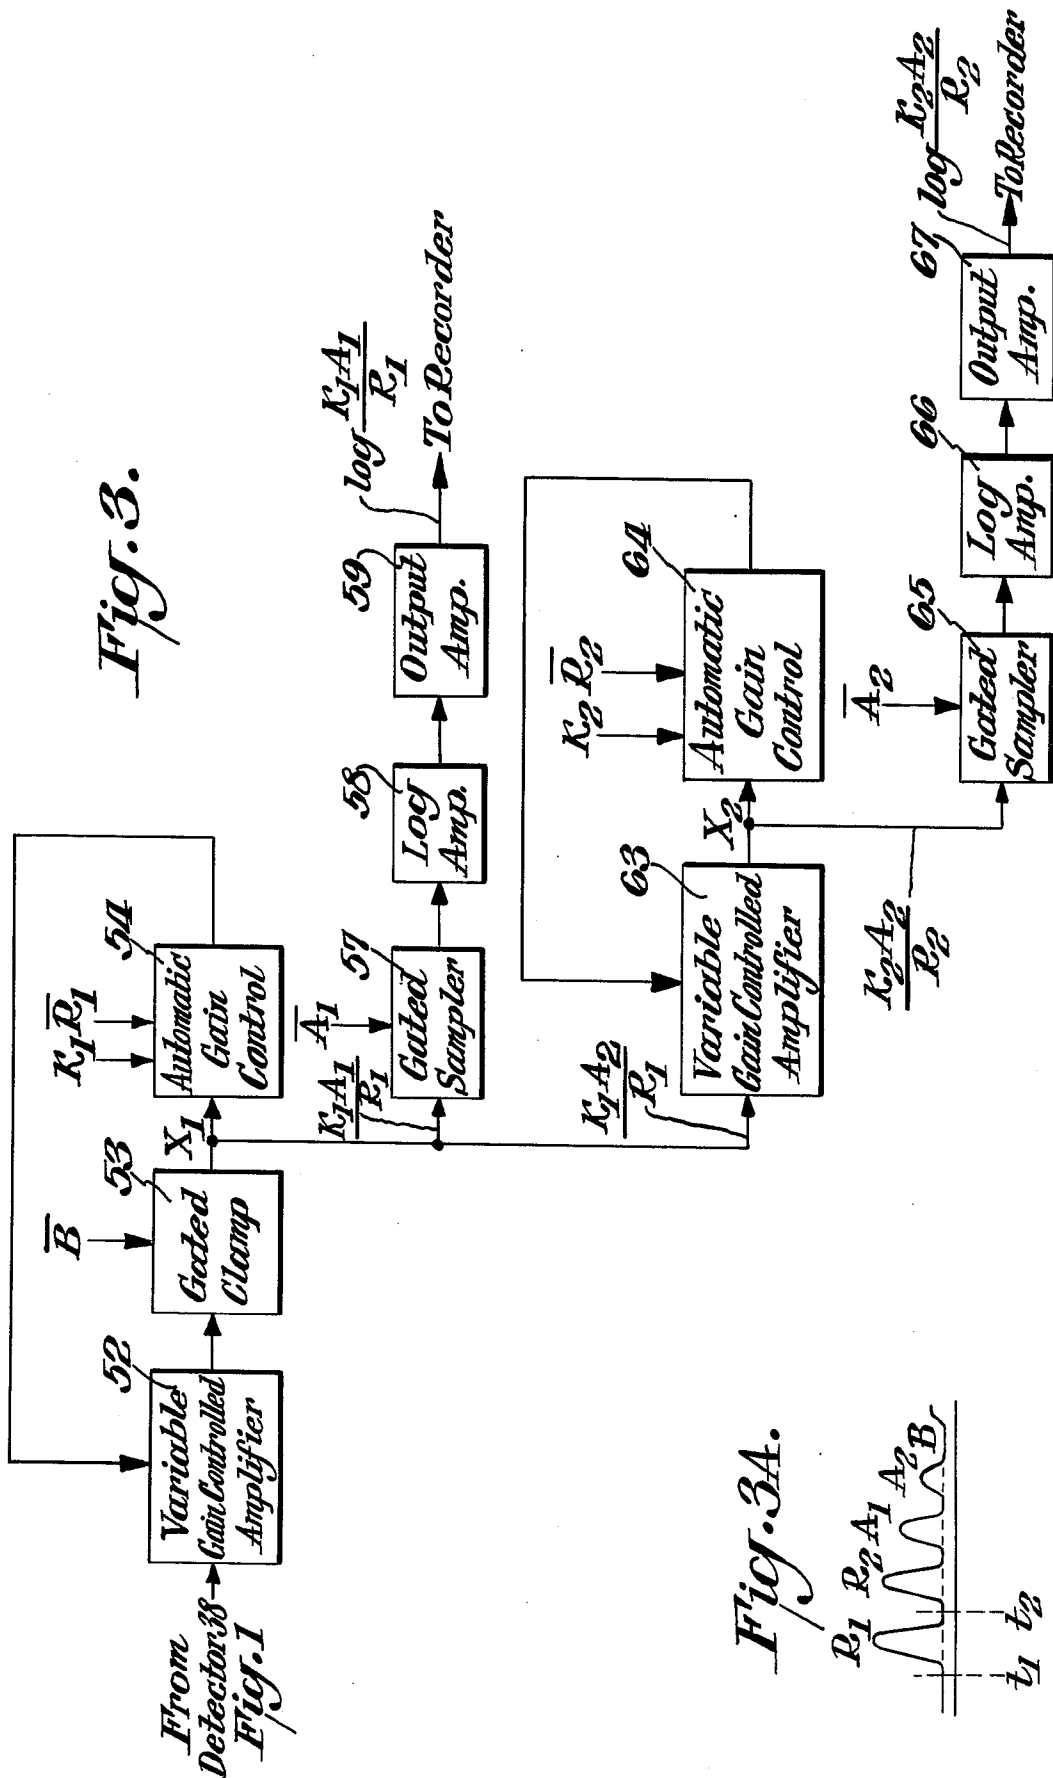 Fig. 3.
From
Detector 38
Fig. 1
Variable
Gain Controlled
Amplifier
52
B̅
Gated
Clamp
53
X₁
K₁ R̅₁
Automatic
Gain
Control
54
A̅₁
K₁A₁
R₁
Gated
Sampler
57
Log
Amp.
58
Output
Amp.
59
log K₁A₁
R₁
To Recorder
K₁A₂
R₁
Variable
Gain Controlled
Amplifier
63
X₂
K₂ R̅₂
Automatic
Gain
Control
64
K₂A₂
R₂
A̅₂
Gated
Sampler
65
Log
Amp.
66
Output
Amp.
67
log K₂A₂
R₂
To Recorder
Fig. 3A.
R₁ R₂ A₁ A₂ B
t₁ t₂